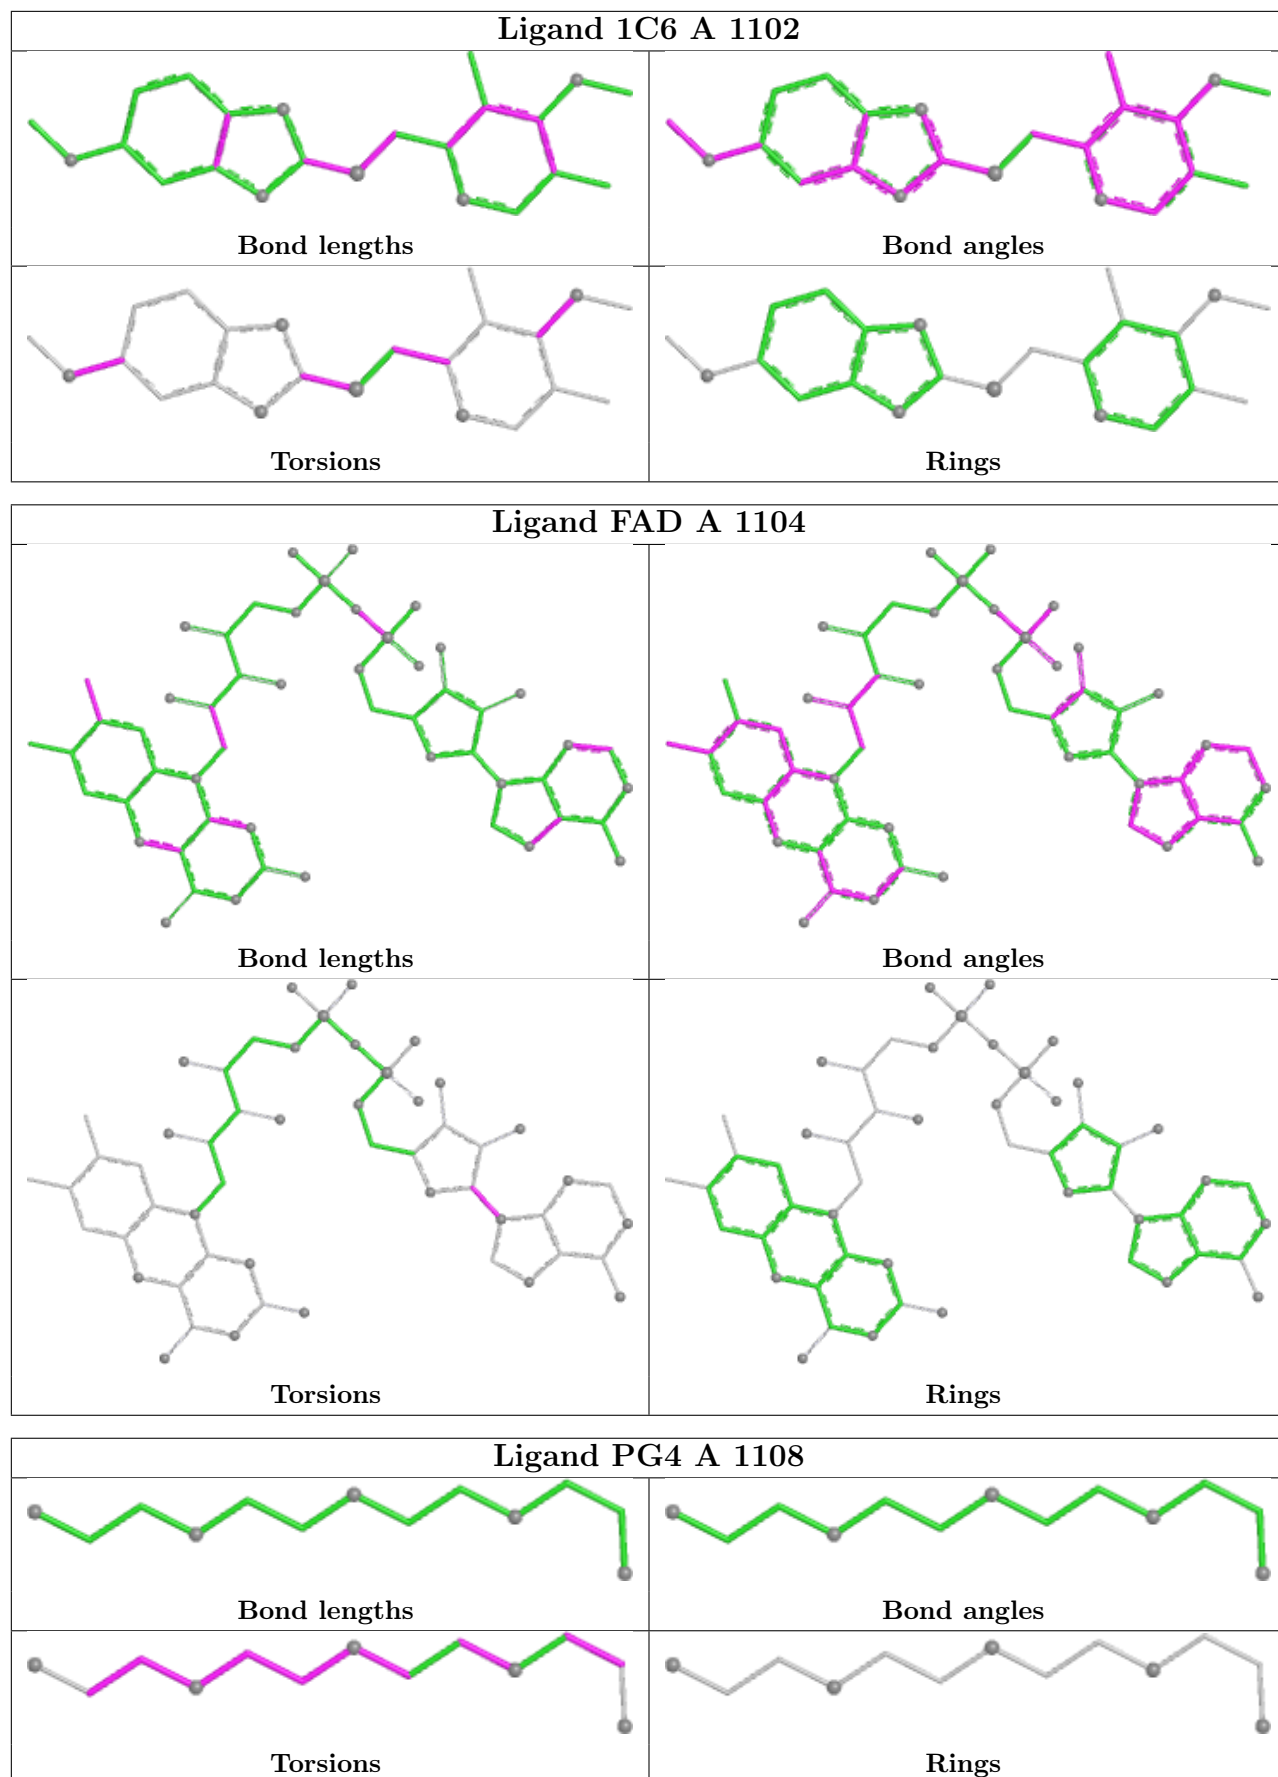 Ligand 1C6 A 1102
Bond lengths
Bond angles
Torsions
Rings
Ligand FAD A 1104
Bond lengths
Bond angles
Torsions
Rings
Ligand PG4 A 1108
Bond lengths
Bond angles
Torsions
Rings